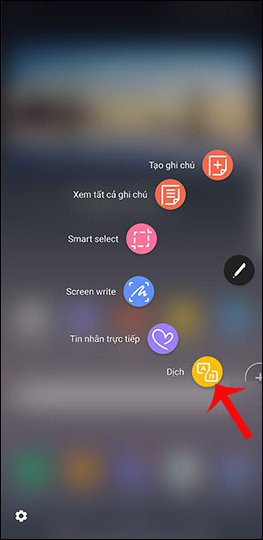 Tạo ghi chú
Xem tất cả ghi chú
Smart select
Screen write
Tin nhắn trực tiếp
Dịch
A